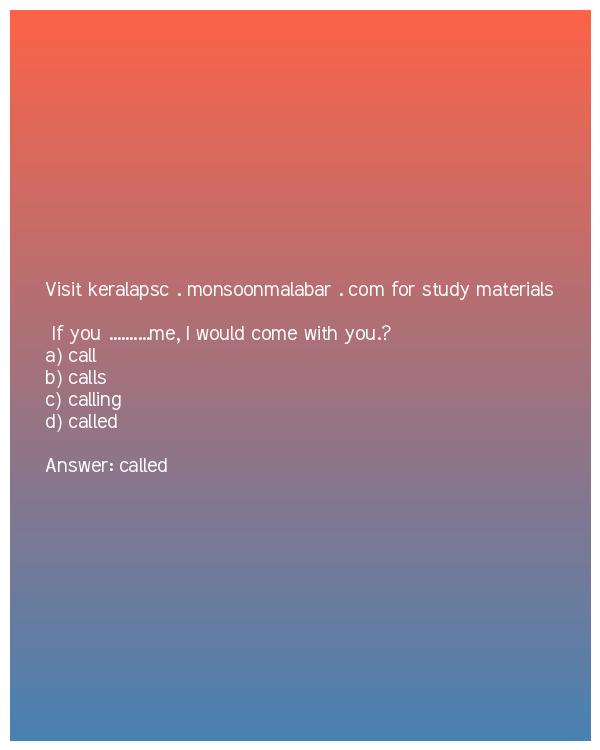 Visit keralapsc . monsoonmalabar . com for study materials
If you ..........me, I would come with you.?
a) call
b) calls
c) calling
d) called
Answer: called